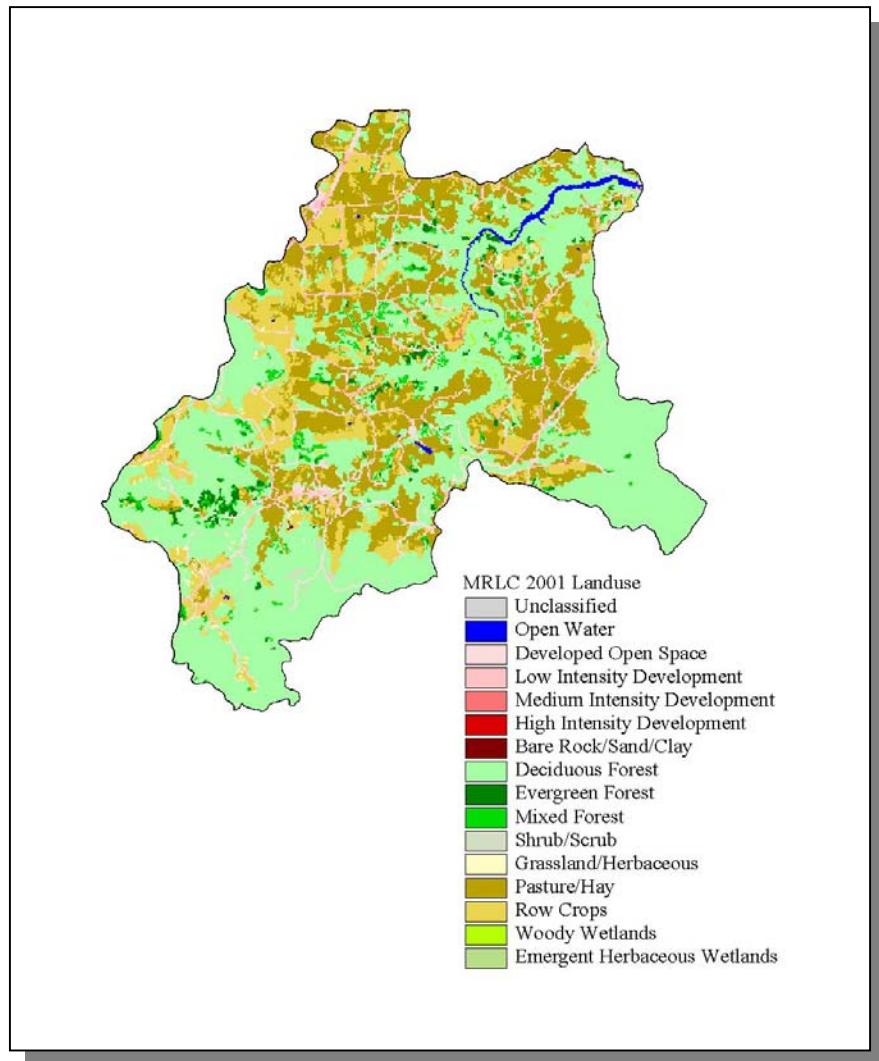 MRLC 2001 Landuse
Unclassified
Open Water
Developed Open Space
Low Intensity Development
Medium Intensity Development
High Intensity Development
Bare Rock/Sand/Clay
Deciduous Forest
Evergreen Forest
Mixed Forest
Shrub/Scrub
Grassland/Herbaceous
Pasture/Hay
Row Crops
Woody Wetlands
Emergent Herbaceous Wetlands